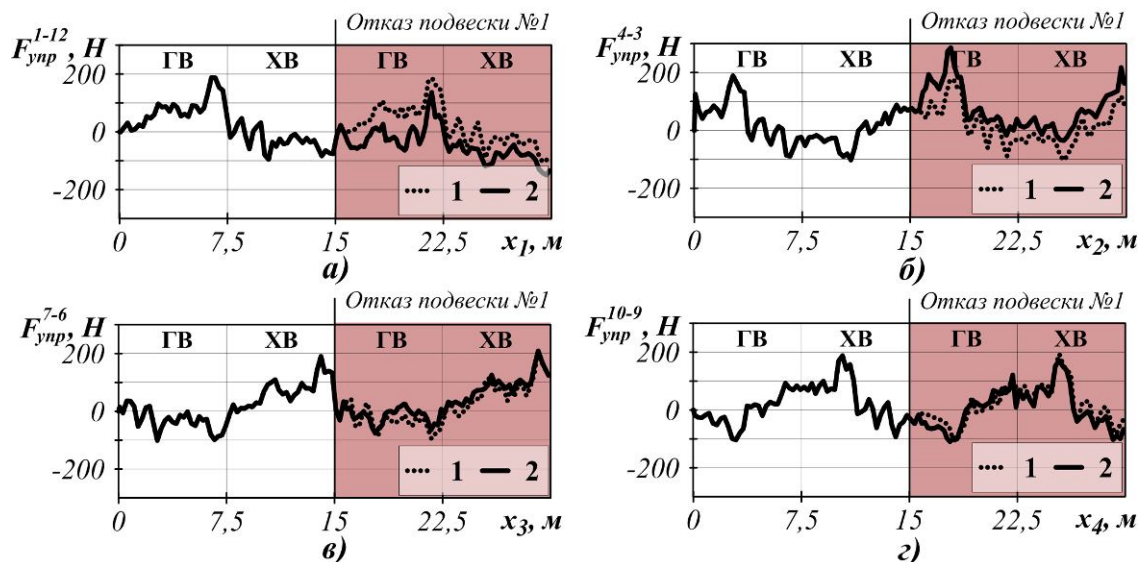 Отказ подвески №1
F_упр^1-12, Н
ГВ ХВ ГВ ХВ
200
0
-200
1 2
0 7,5 15 22,5 x_1, м
а)
Отказ подвески №1
F_упр^4-3, Н
ГВ ХВ ГВ ХВ
200
0
-200
1 2
0 7,5 15 22,5 x_2, м
б)
Отказ подвески №1
F_упр^7-6, Н
ГВ ХВ ГВ ХВ
200
0
-200
1 2
0 7,5 15 22,5 x_3, м
в)
Отказ подвески №1
F_упр^10-9, Н
ГВ ХВ ГВ ХВ
200
0
-200
1 2
0 7,5 15 22,5 x_4, м
г)